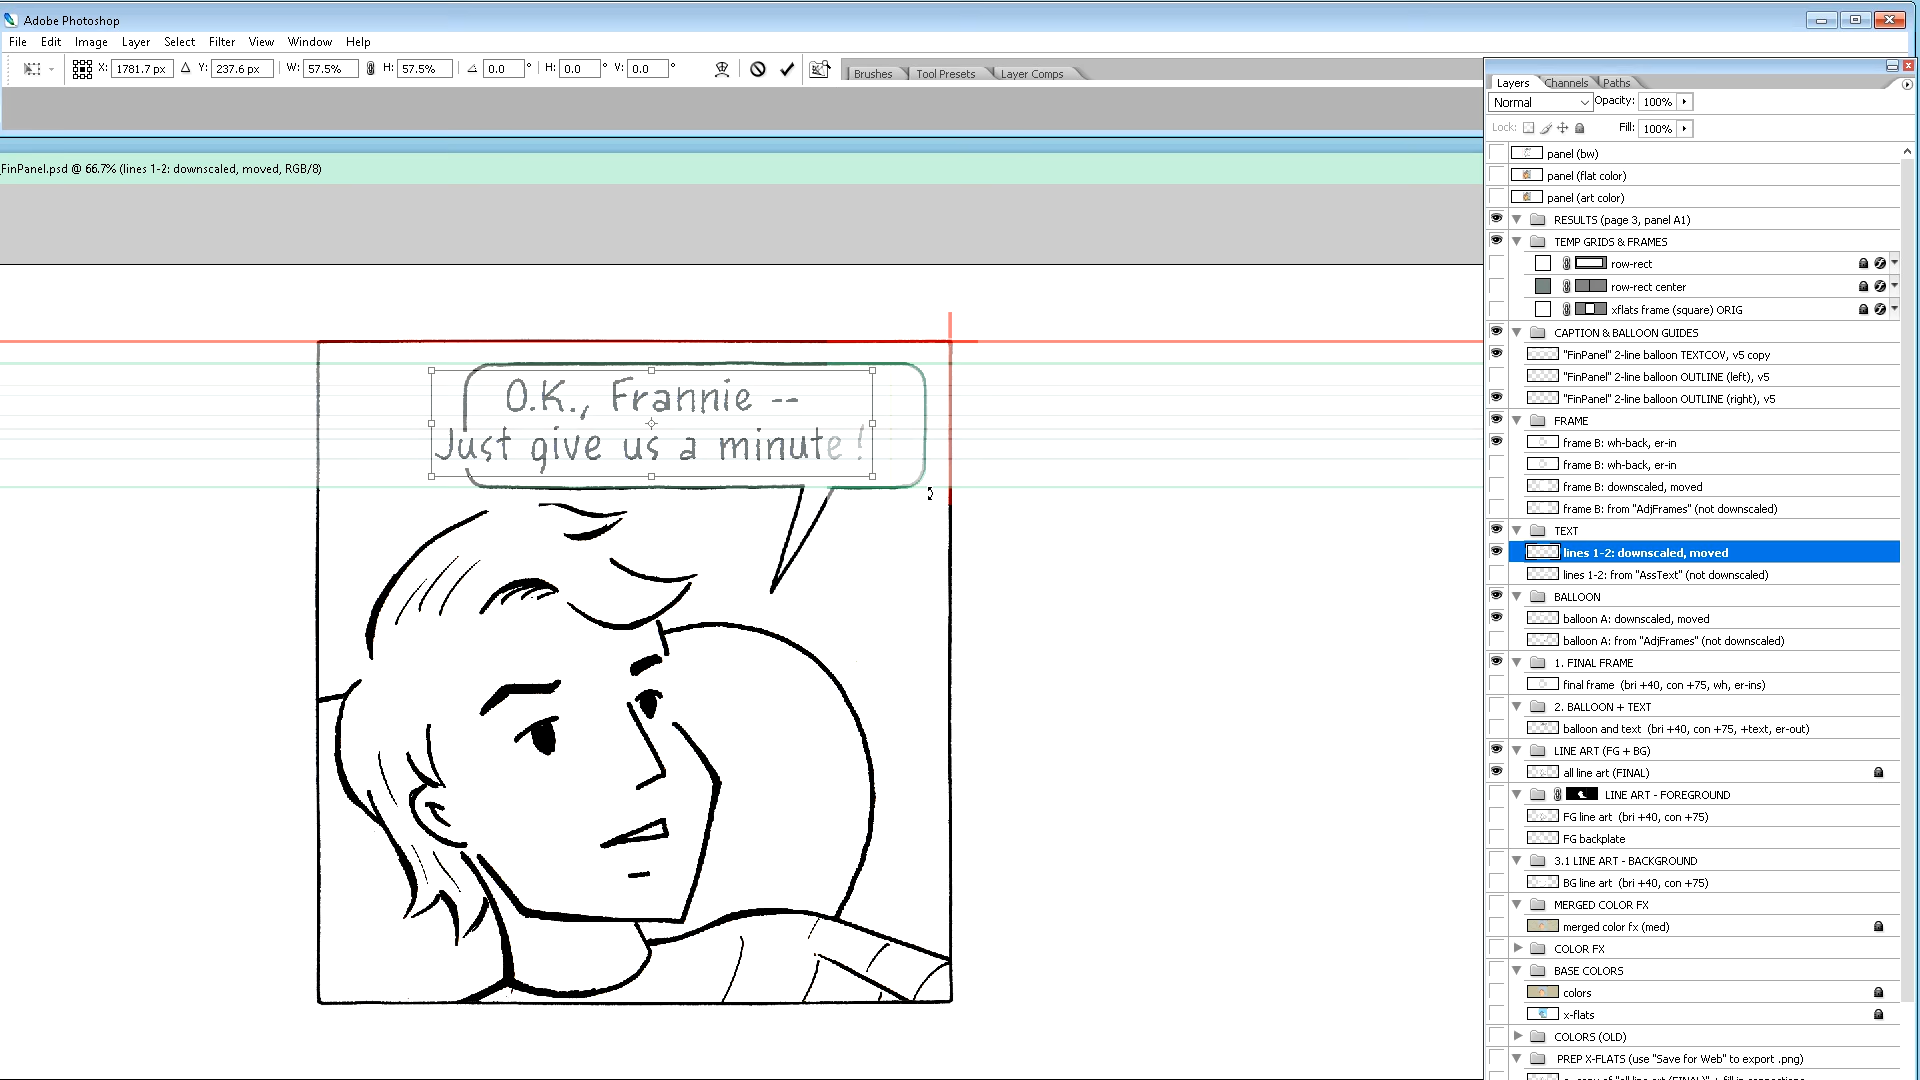 Adobe Photoshop
File Edit Image Layer Select Filter View Window Help
X: 1781.7 px Y: 237.6 px W: 57.5% H: 57.5% 0.0 ° H: 0.0 ° V: 0.0 °
Brushes Tool Presets Layer Comps
FinPanel.psd @ 66.7% (lines 1-2: downscaled, moved, RGB/8)
O.K., Frannie --
Just give us a minute!
Layers Channels Paths
Normal Opacity: 100%
Lock: Fill: 100%
panel (bw)
panel (flat color)
panel (art color)
RESULTS (page 3, panel A1)
TEMP GRIDS & FRAMES
row-rect
row-rect center
xflats frame (square) ORIG
CAPTION & BALLOON GUIDES
"FinPanel" 2-line balloon TEXTCOV, v5 copy
"FinPanel" 2-line balloon OUTLINE (left), v5
"FinPanel" 2-line balloon OUTLINE (right), v5
FRAME
frame B: wh-back, er-in
frame B: wh-back, er-in
frame B: downscaled, moved
frame B: from "AdjFrames" (not downscaled)
TEXT
lines 1-2: downscaled, moved
lines 1-2: from "AssText" (not downscaled)
BALLOON
balloon A: downscaled, moved
balloon A: from "AdjFrames" (not downscaled)
1. FINAL FRAME
final frame (bri +40, con +75, wh, er-ins)
2. BALLOON + TEXT
balloon and text (bri +40, con +75, +text, er-out)
LINE ART (FG + BG)
all line art (FINAL)
LINE ART - FOREGROUND
FG line art (bri +40, con +75)
FG backplate
3.1 LINE ART - BACKGROUND
BG line art (bri +40, con +75)
MERGED COLOR FX
merged color fx (med)
COLOR FX
BASE COLORS
colors
x-flats
COLORS (OLD)
PREP X-FLATS (use "Save for Web" to export .png)